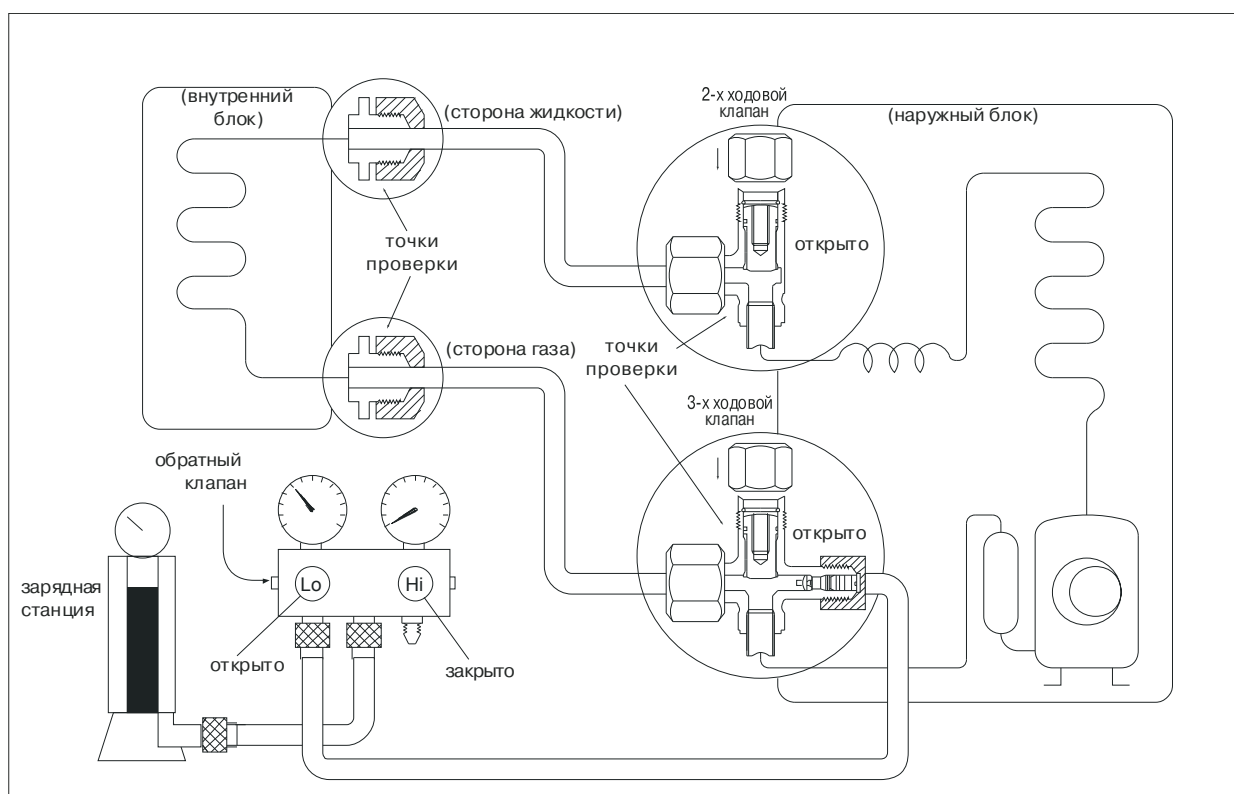 (внутренний
блок)
(сторона жидкости)
2-х ходовой
клапан
(наружный блок)
открыто
точки
проверки
(сторона газа)
точки
проверки
3-х ходовой
клапан
обратный
клапан
открыто
зарядная
станция
Lo
Hi
открыто
закрыто